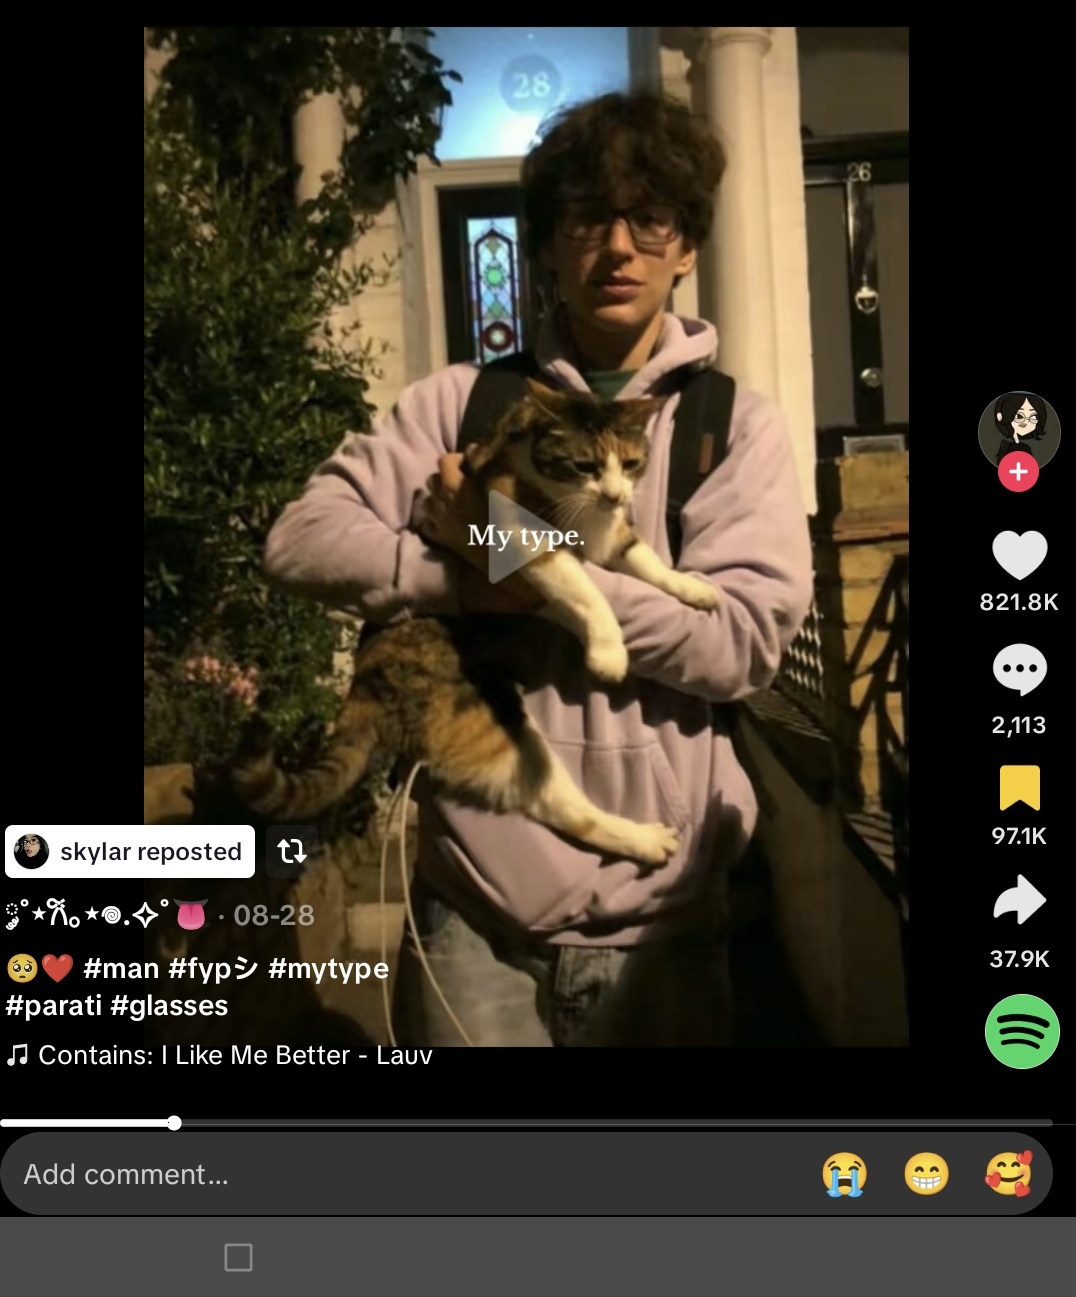 28
26
My type.
821.8K
2,113
97.1K
37.9K
skylar reposted
· 08-28
🥺❤️ #man #fypシ #mytype
#parati #glasses
Contains: I Like Me Better - Lauv
Add comment...